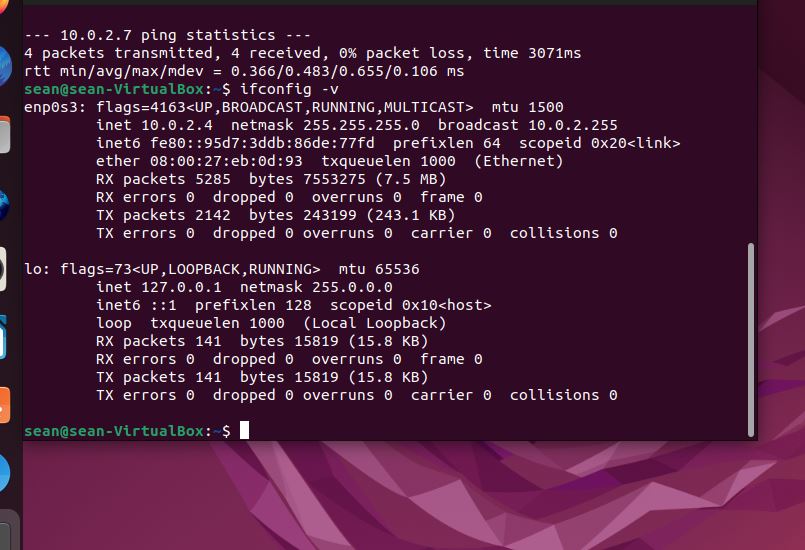 --- 10.0.2.7 ping statistics ---
4 packets transmitted, 4 received, 0% packet loss, time 3071ms
rtt min/avg/max/mdev = 0.366/0.483/0.655/0.106 ms
sean@sean-VirtualBox:~$ ifconfig -v
enp0s3: flags=4163<UP,BROADCAST,RUNNING,MULTICAST>  mtu 1500
        inet 10.0.2.4  netmask 255.255.255.0  broadcast 10.0.2.255
        inet6 fe80::95d7:3ddb:86de:77fd  prefixlen 64  scopeid 0x20<link>
        ether 08:00:27:eb:0d:93  txqueuelen 1000  (Ethernet)
        RX packets 5285  bytes 7553275 (7.5 MB)
        RX errors 0  dropped 0  overruns 0  frame 0
        TX packets 2142  bytes 243199 (243.1 KB)
        TX errors 0  dropped 0 overruns 0  carrier 0  collisions 0

lo: flags=73<UP,LOOPBACK,RUNNING>  mtu 65536
        inet 127.0.0.1  netmask 255.0.0.0
        inet6 ::1  prefixlen 128  scopeid 0x10<host>
        loop  txqueuelen 1000  (Local Loopback)
        RX packets 141  bytes 15819 (15.8 KB)
        RX errors 0  dropped 0  overruns 0  frame 0
        TX packets 141  bytes 15819 (15.8 KB)
        TX errors 0  dropped 0 overruns 0  carrier 0  collisions 0

sean@sean-VirtualBox:~$